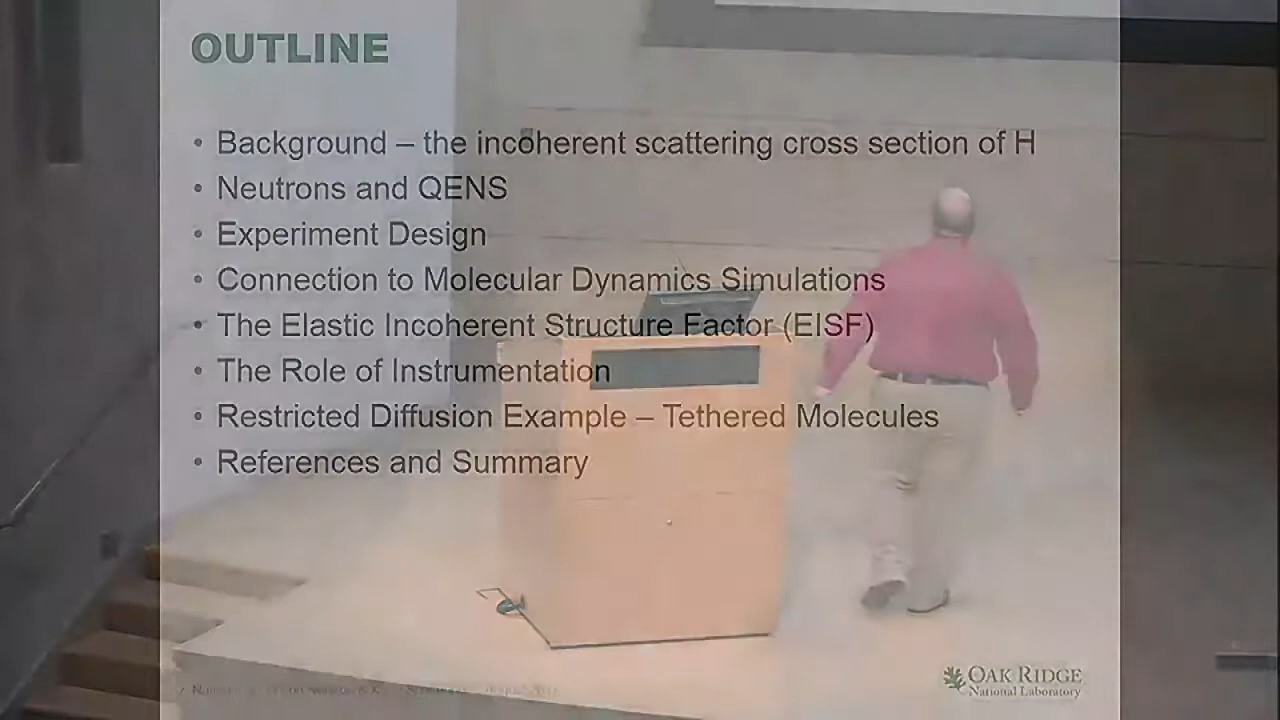 OUTLINE
• Background – the incoherent scattering cross section of H
• Neutrons and QENS
• Experiment Design
• Connection to Molecular Dynamics Simulations
• The Elastic Incoherent Structure Factor (EISF)
• The Role of Instrumentation
• Restricted Diffusion Example – Tethered Molecules
• References and Summary
OAK RIDGE
National Laboratory